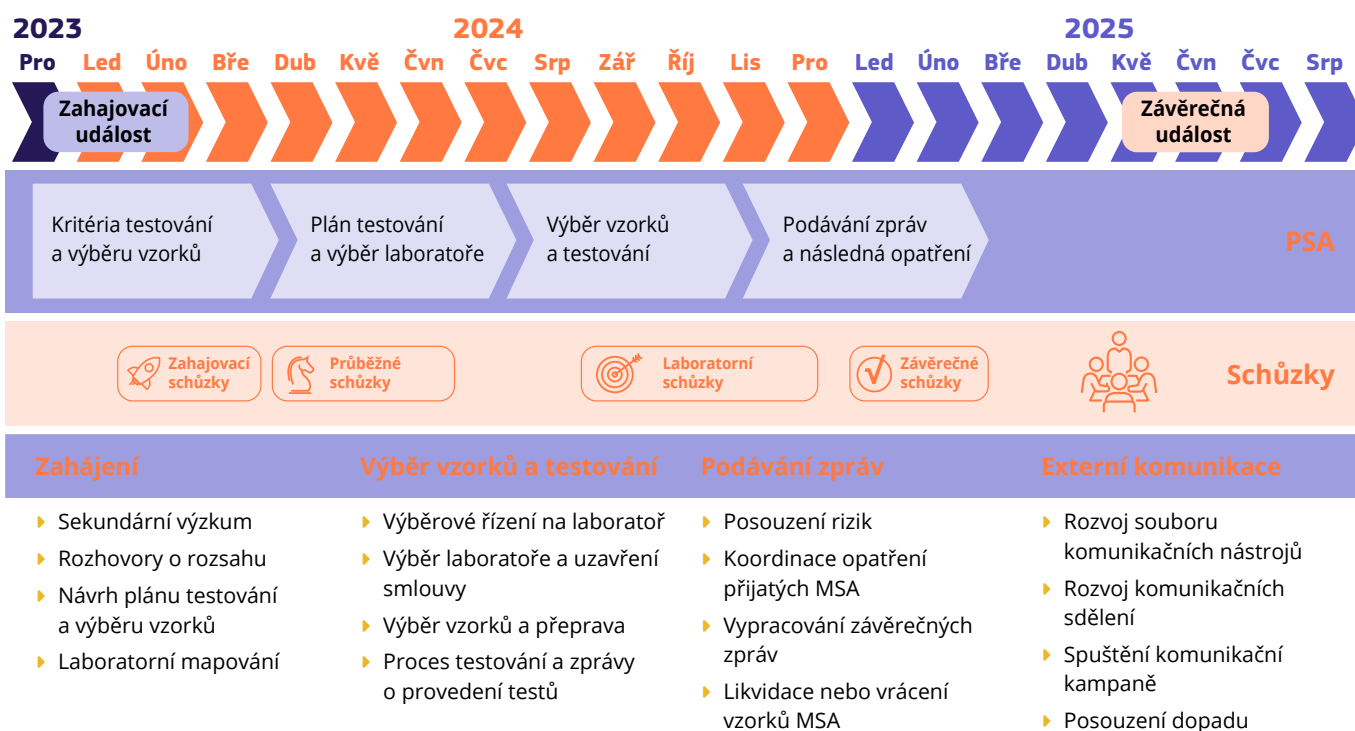 2023 2024 2025
Pro Led Úno Bře Dub Kvě Čvn Čvc Srp Zář Říj Lis Pro Led Úno Bře Dub Kvě Čvn Čvc Srp
Zahajovací
událost
Závěrečná
událost
Kritéria testování
a výběru vzorků
Plán testování
a výběr laboratoře
Výběr vzorků
a testování
Podávání zpráv
a následná opatření
PSA
Zahajovací
schůzky
Průběžné
schůzky
Laboratorní
schůzky
Závěrečné
schůzky
Schůzky
Zahájení
Sekundární výzkum
Rozhovory o rozsahu
Návrh plánu testování
a výběru vzorků
Laboratorní mapování
Výběr vzorků a testování
Výběrové řízení na laboratoř
Výběr laboratoře a uzavření
smlouvy
Výběr vzorků a přeprava
Proces testování a zprávy
o provedení testů
Podávání zpráv
Posouzení rizik
Koordinace opatření
přijatých MSA
Vypracování závěrečných
zpráv
Likvidace nebo vrácení
vzorků MSA
Externí komunikace
Rozvoj souboru
komunikačních nástrojů
Rozvoj komunikačních
sdělení
Spuštění komunikační
kampaně
Posouzení dopadu